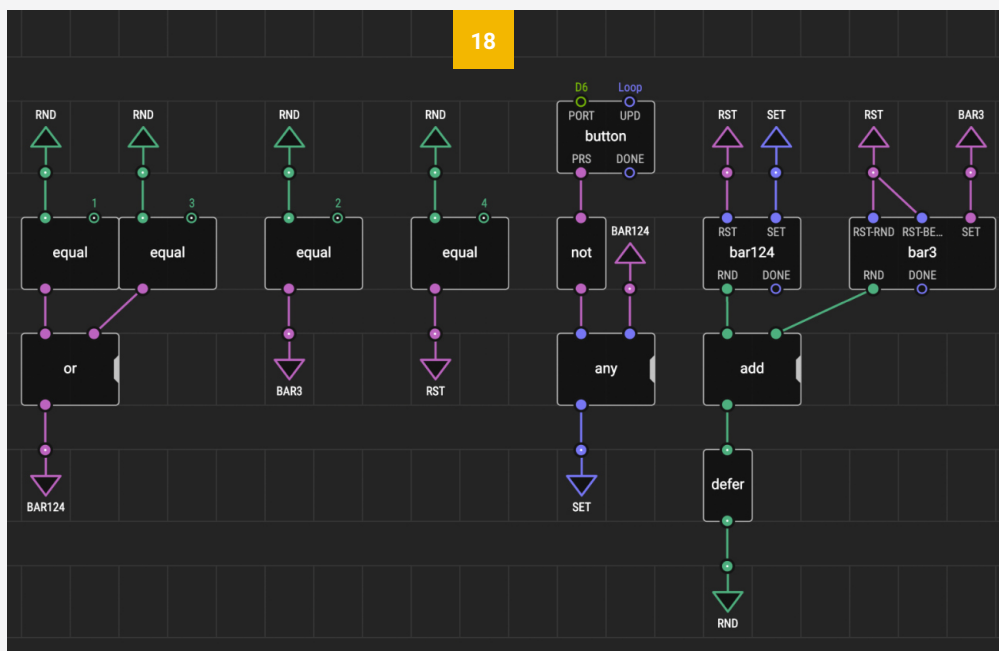 18
D6 Loop
PORT UPD
button
PRS DONE
RND RND RND RND RST SET RST BAR3
1 3 2 4
equal equal equal equal not BAR124
RST SET RST-RND RST-BE... SET
bar124 bar3
RND DONE RND DONE
or any add
BAR3 RST
BAR124 SET defer
RND